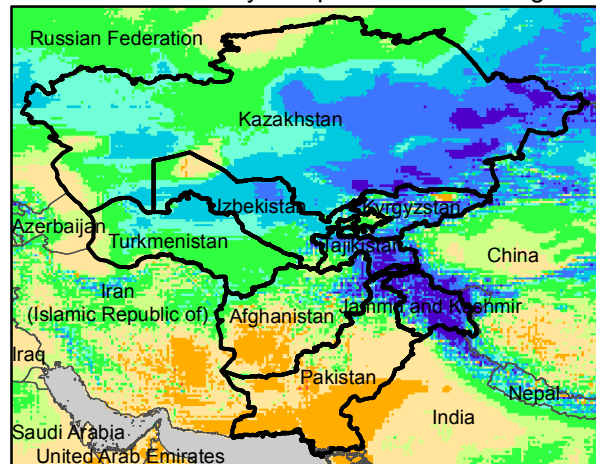 Russian Federation
Kazakhstan
Izbekistan
Kyrgyzstan
Azerbaijan
Turkmenistan
Tajikistan
China
Iran
(Islamic Republic of)
Afghanistan
Jammu and Kashmir
Iraq
Pakistan
Nepal
India
Saudi Arabia
United Arab Emirates